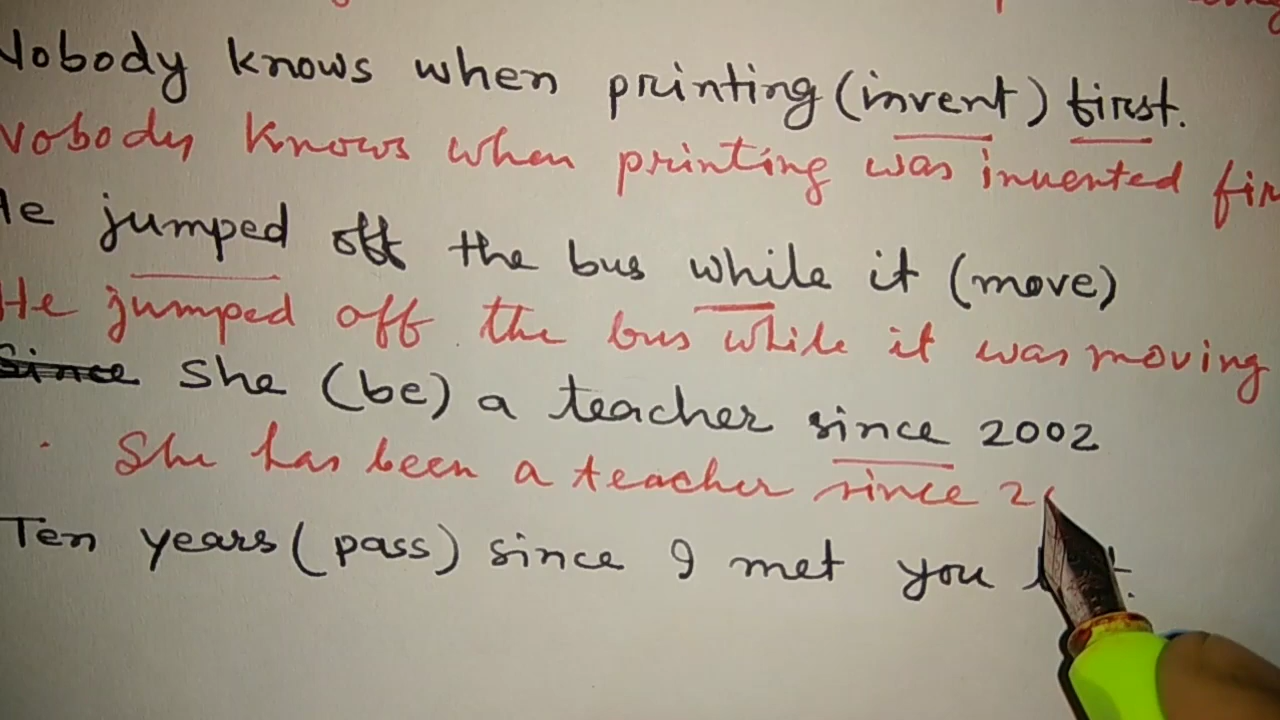 Nobody knows when printing (invent) first.
Nobody knows when printing was invented
He jumped off the bus while it (move)
He jumped off the bus while it was moving
Since She (be) a teacher since 2002
She has been a teacher since 2
Ten years (pass) since I met you